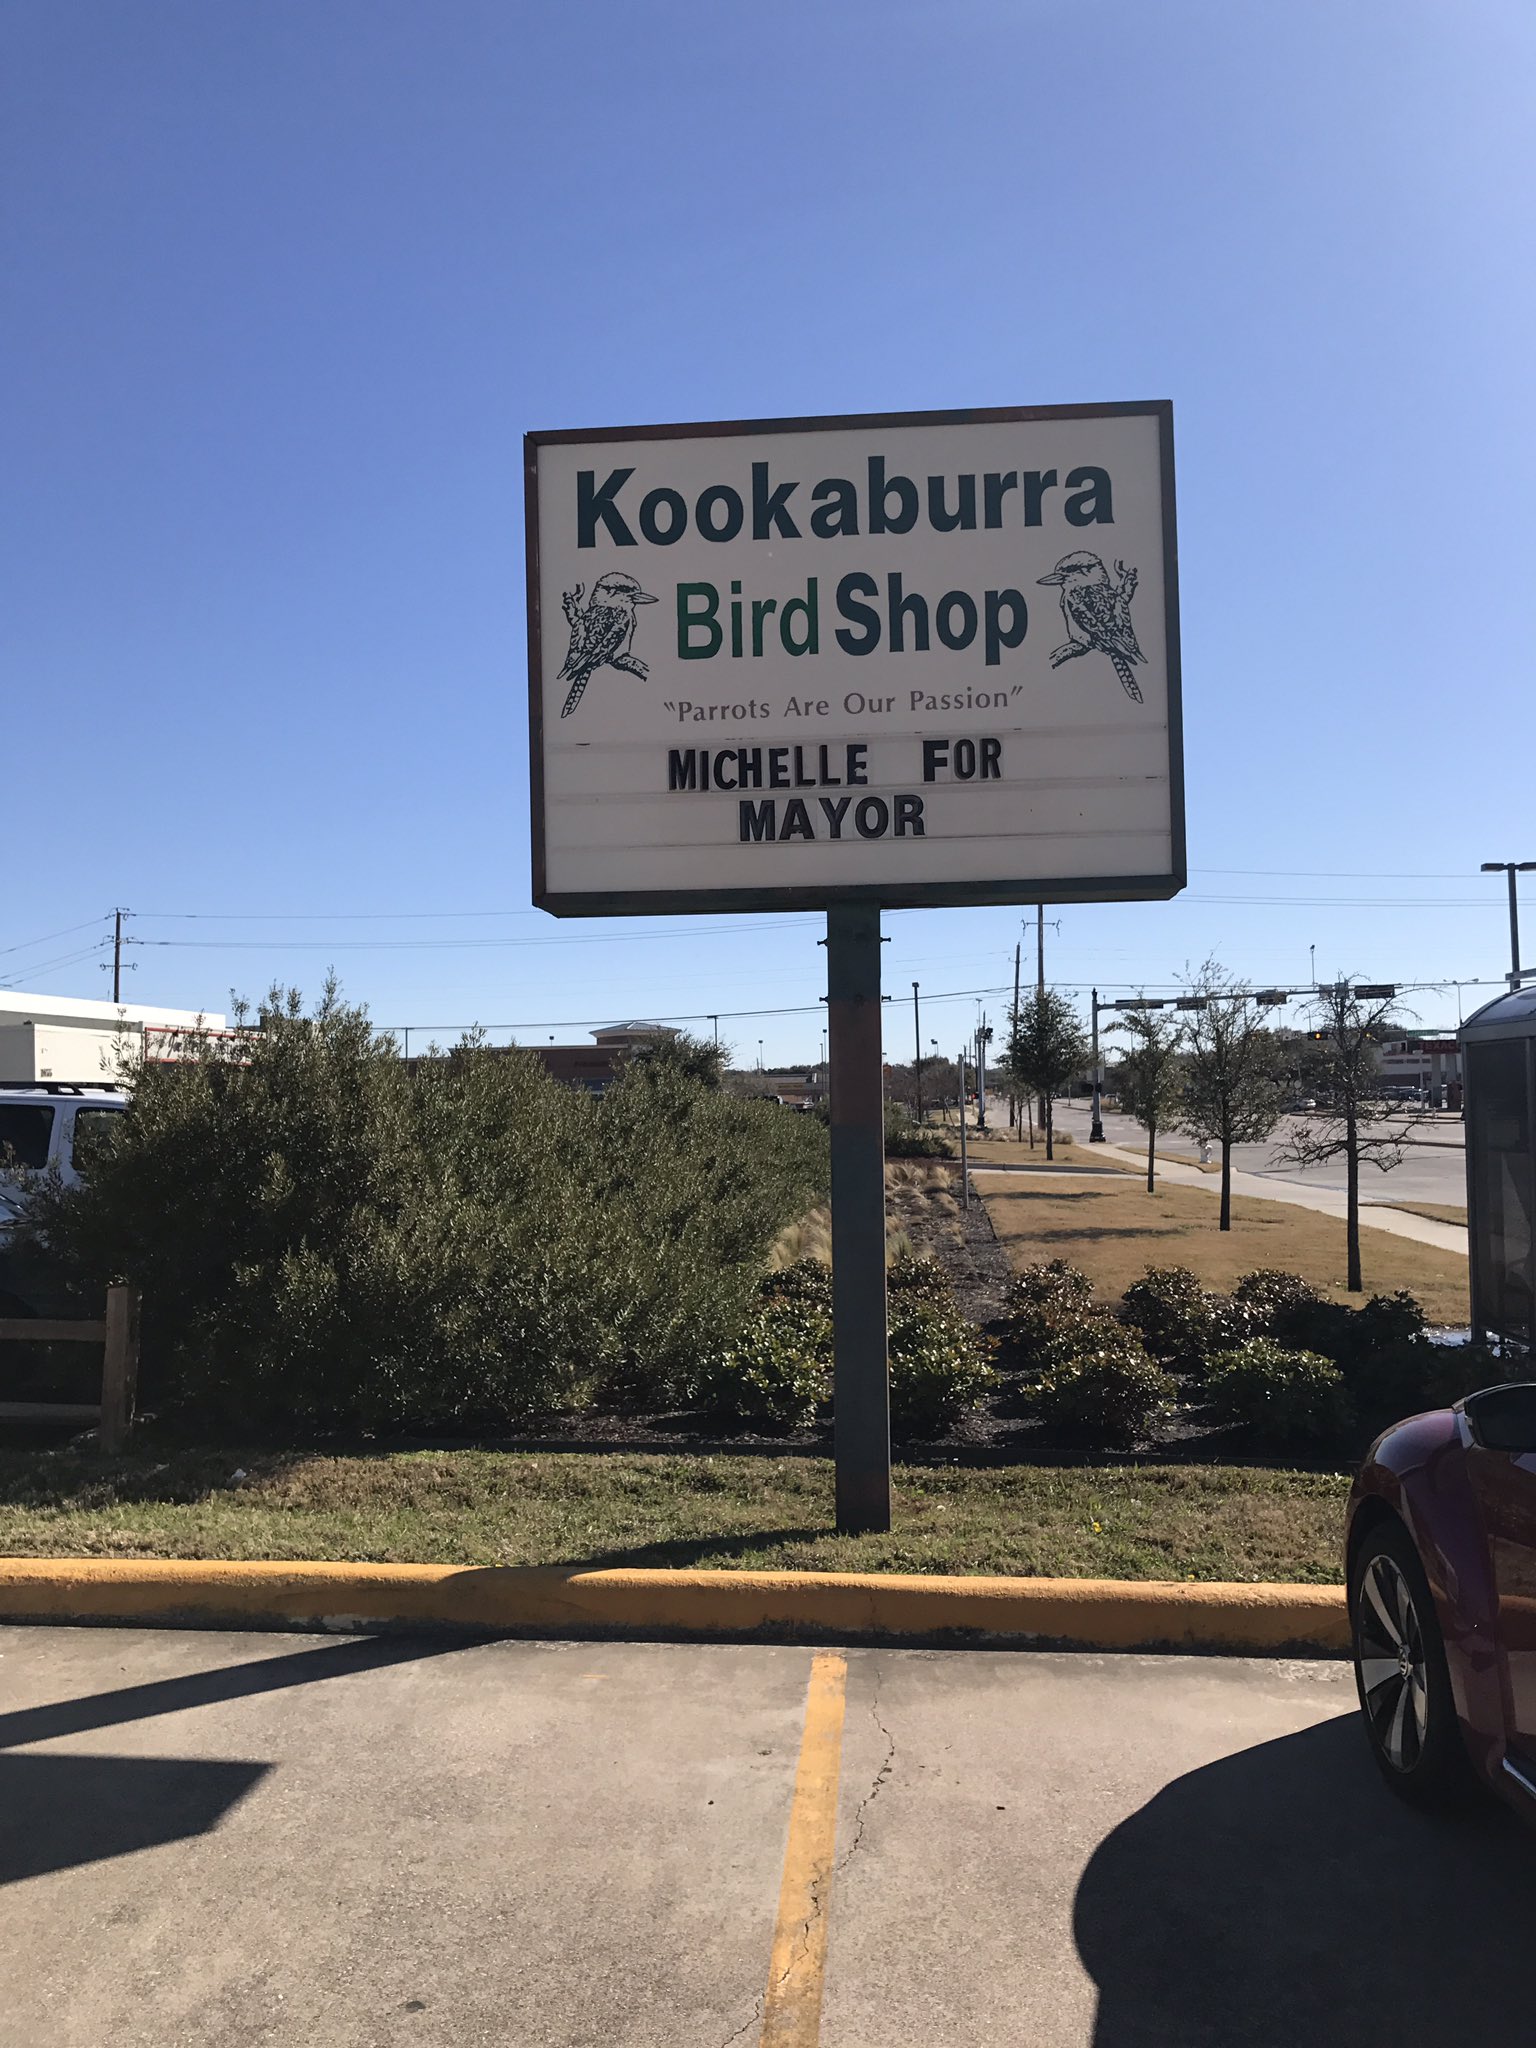 Kookaburra
Bird Shop
"Parrots Are Our Passion"
MICHELLE FOR
MAYOR